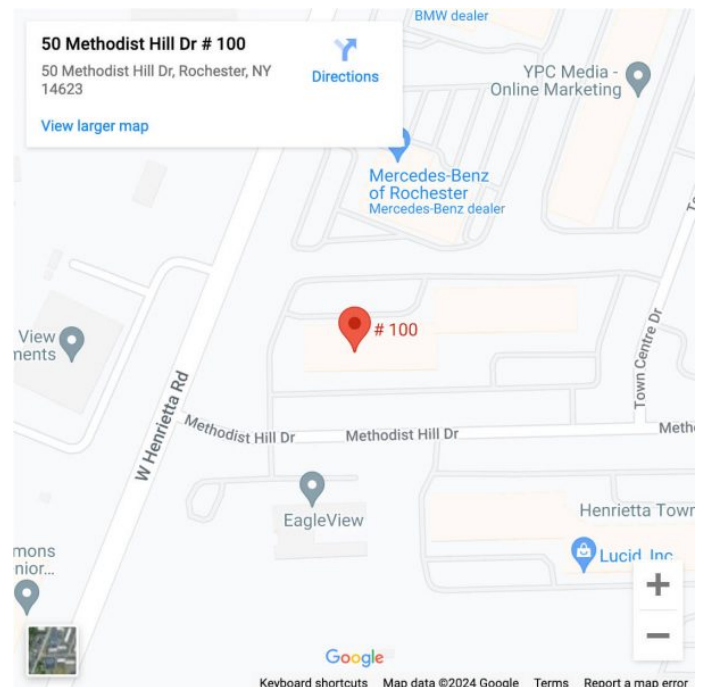 BMW dealer
50 Methodist Hill Dr # 100
50 Methodist Hill Dr, Rochester, NY
14623
Directions
View larger map
YPC Media -
Online Marketing
Mercedes-Benz
of Rochester
Mercedes-Benz dealer
To
# 100
View
ments
Town Centre Dr
W Henrietta Rd
Methodist Hill Dr
Methodist Hill Dr
Meth
EagleView
Henrietta Town
Lucid, Inc
mons
nior...
+
−
Google
Keyboard shortcuts
Map data ©2024 Google
Terms
Report a map error